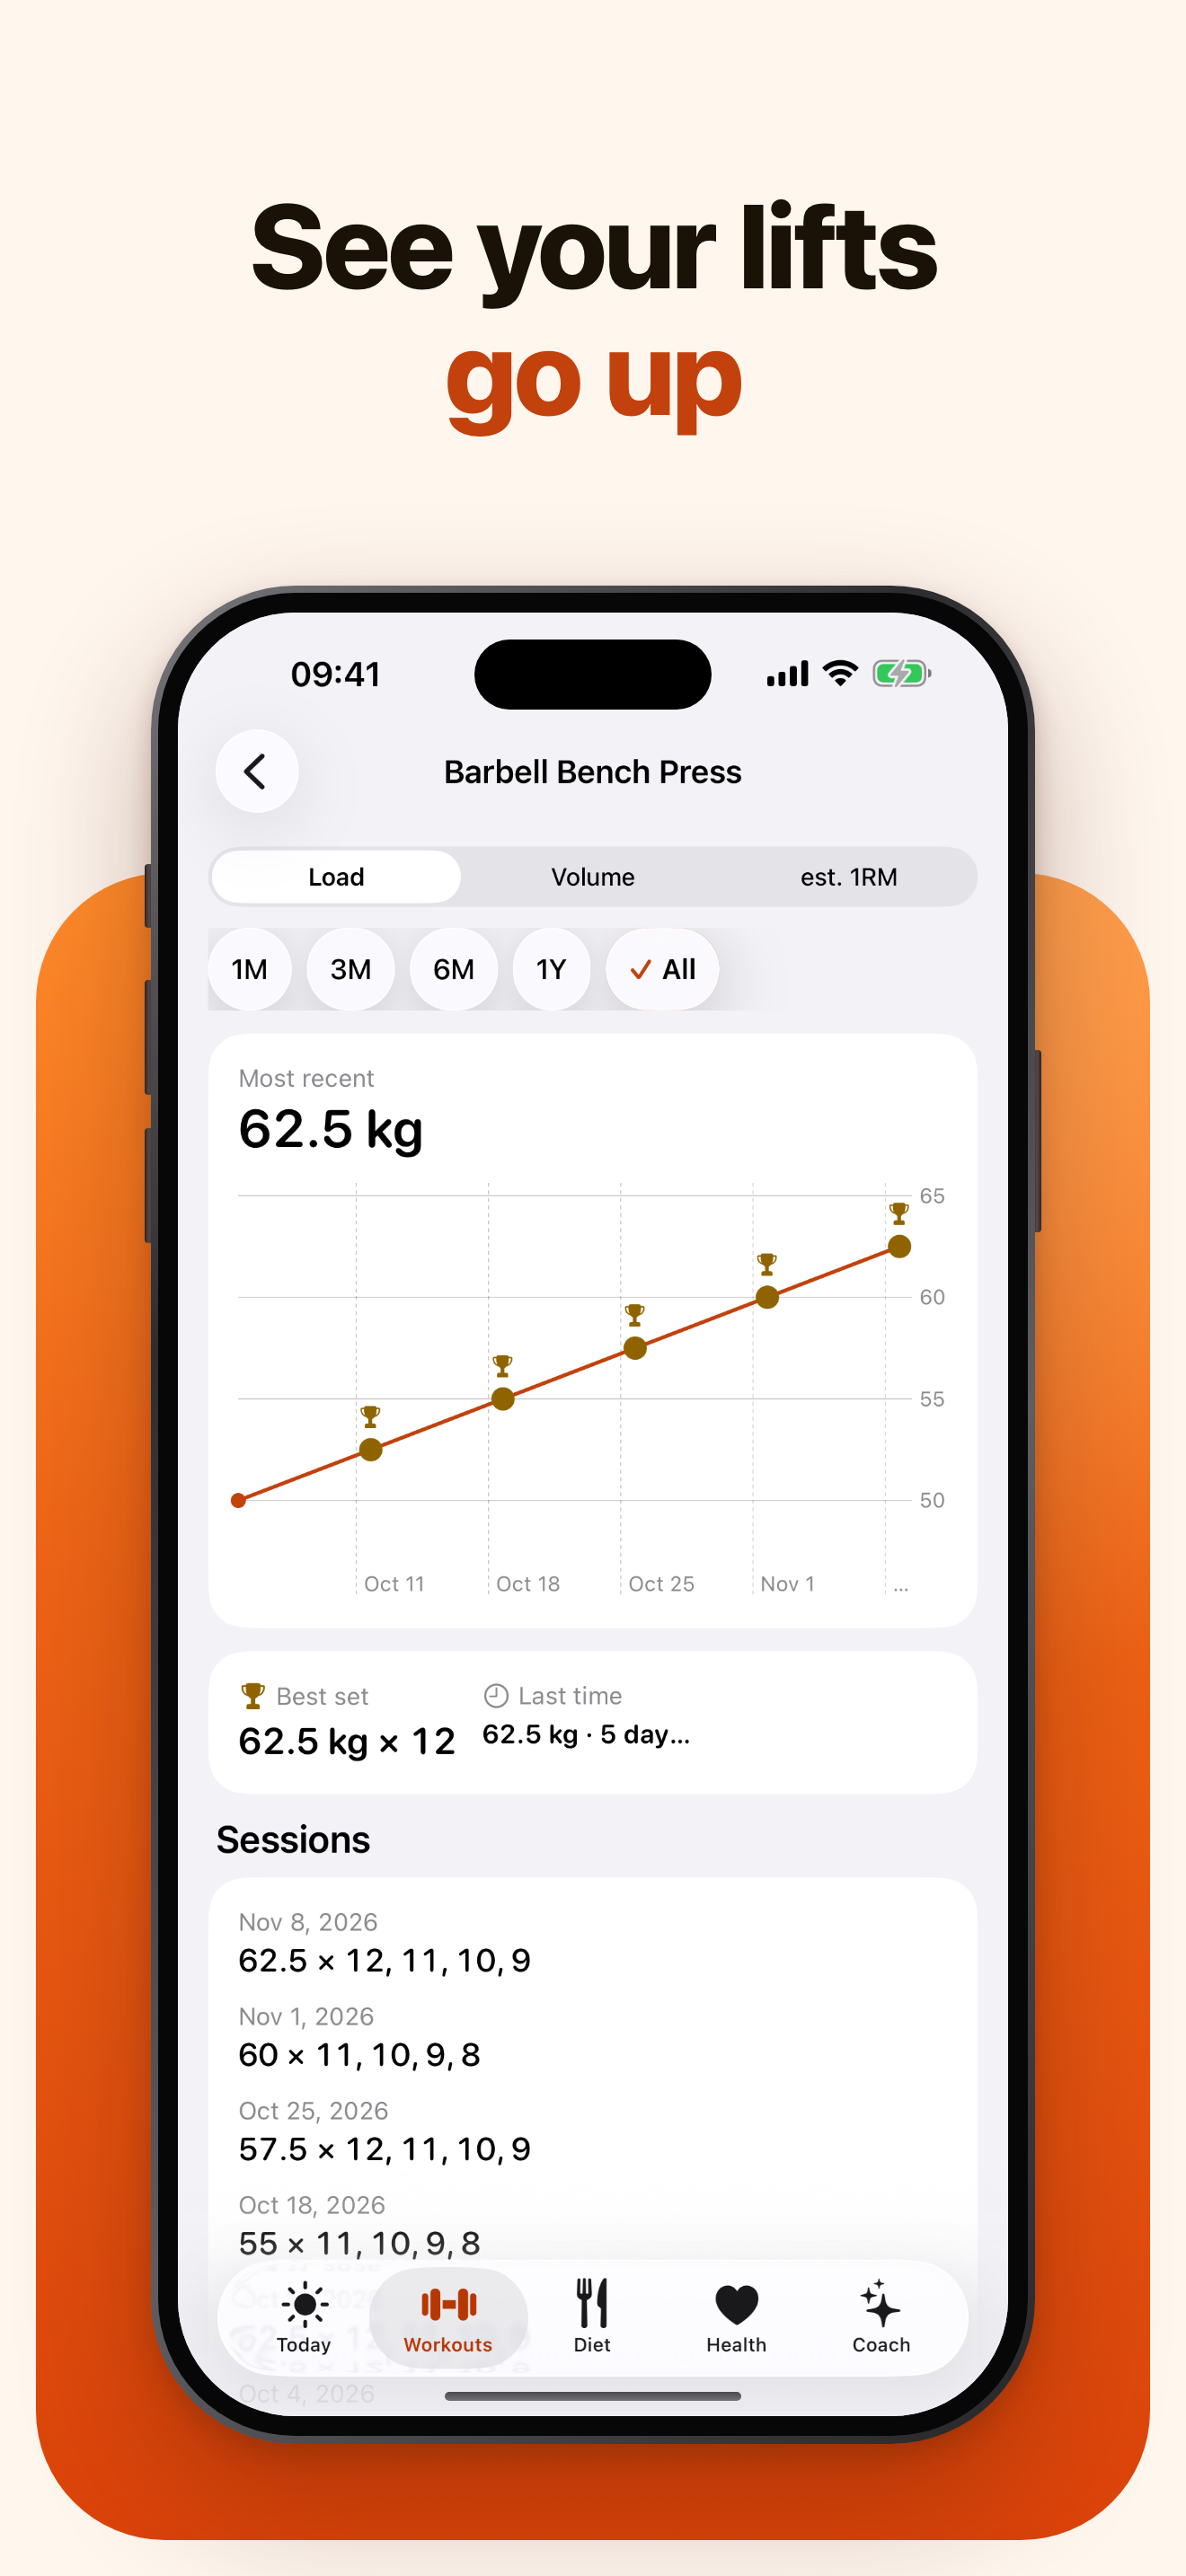 See your lifts
go up
09:41
Barbell Bench Press
Load Volume est. 1RM
1M 3M 6M 1Y All
Most recent
62.5 kg
65
60
55
50
Oct 11 Oct 18 Oct 25 Nov 1 ...
Best set Last time
62.5 kg × 12 62.5 kg · 5 day...
Sessions
Nov 8, 2026
62.5 × 12, 11, 10, 9
Nov 1, 2026
60 × 11, 10, 9, 8
Oct 25, 2026
57.5 × 12, 11, 10, 9
Oct 18, 2026
55 × 11, 10, 9, 8
Today Workouts Diet Health Coach
Oct 4, 2026